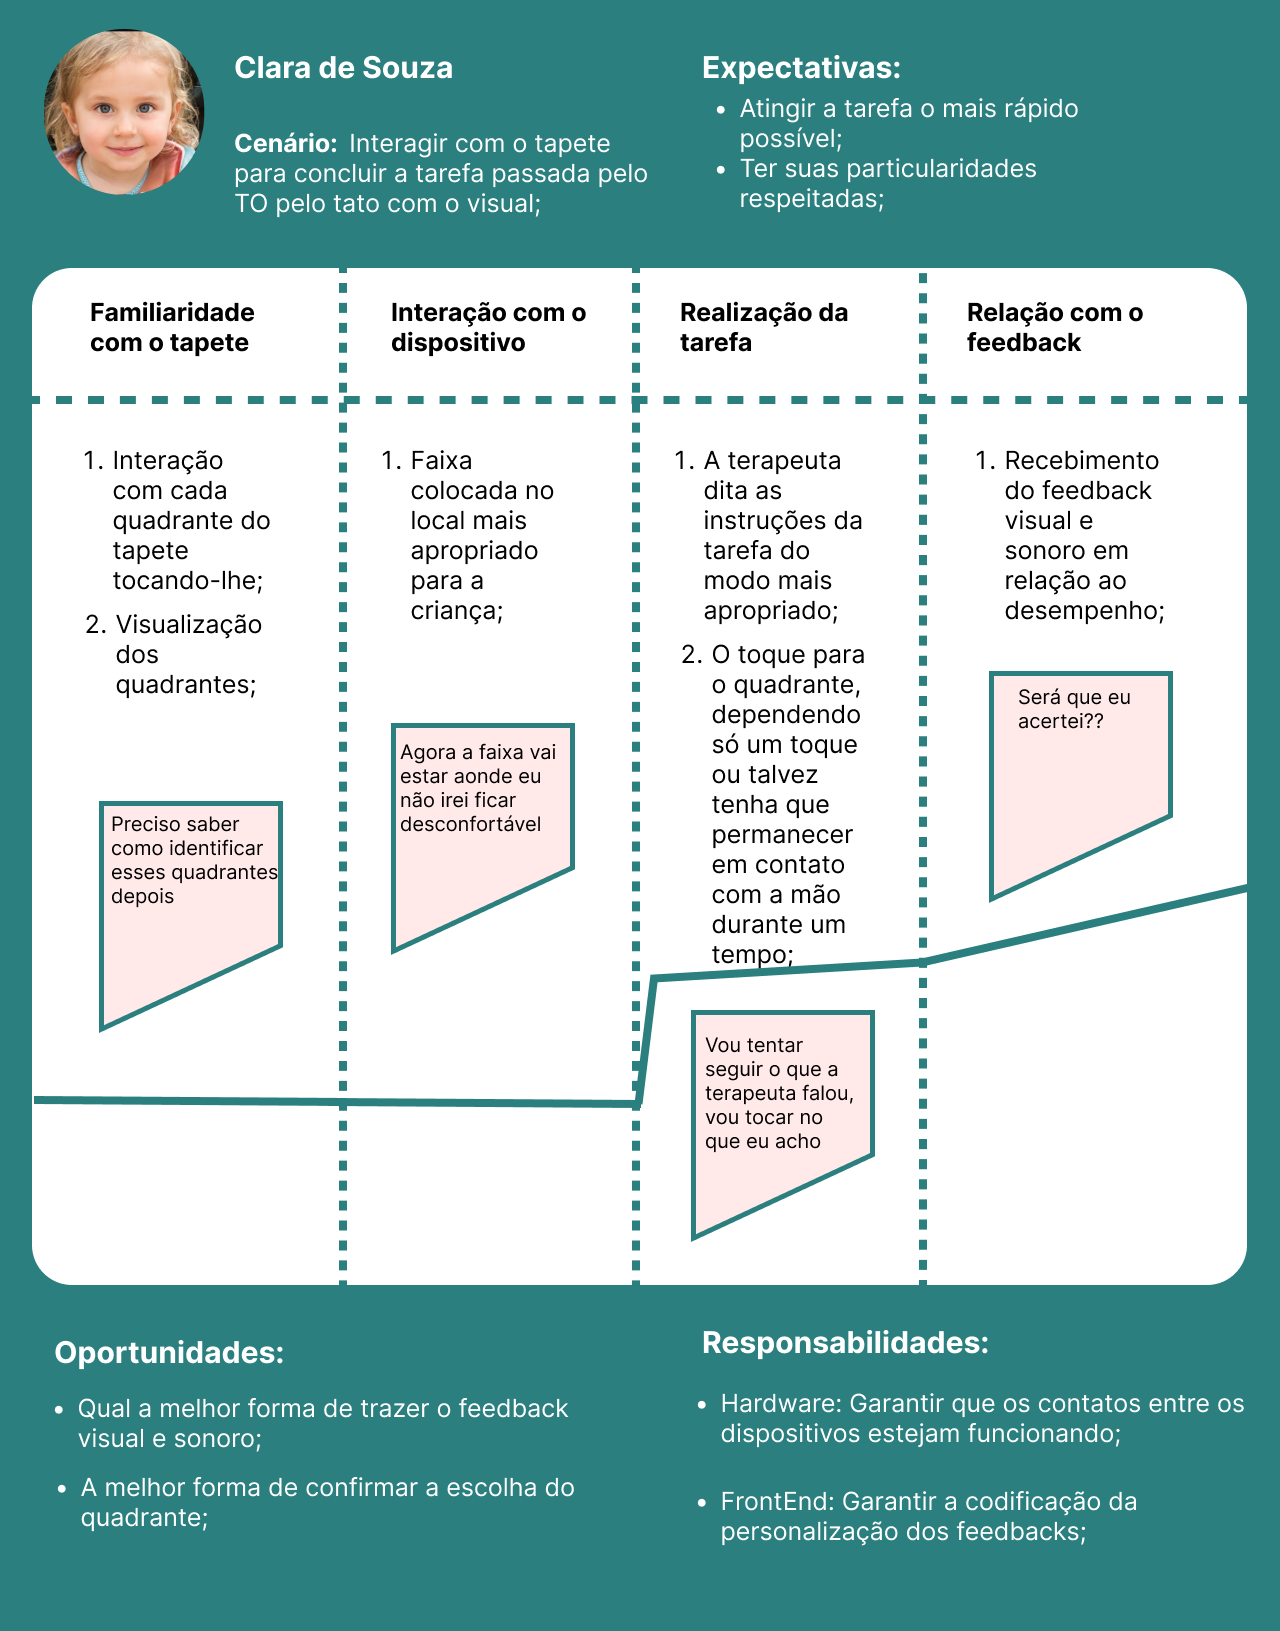 Clara de Souza
Cenário: Interagir com o tapete
para concluir a tarefa passada pelo
TO pelo tato com o visual;
Expectativas:
• Atingir a tarefa o mais rápido
possível;
• Ter suas particularidades
respeitadas;
Familiaridade
com o tapete
1. Interação
com cada
quadrante do
tapete
tocando-lhe;
2. Visualização
dos
quadrantes;
Preciso saber
como identificar
esses quadrantes
depois
Interação com o
dispositivo
1. Faixa
colocada no
local mais
apropriado
para a
criança;
Agora a faixa vai
estar aonde eu
não irei ficar
desconfortável
Realização da
tarefa
1. A terapeuta
dita as
instruções da
tarefa do
modo mais
apropriado;
2. O toque para
o quadrante,
dependendo
só um toque
ou talvez
tenha que
permanecer
em contato
com a mão
durante um
tempo;
Vou tentar
seguir o que a
terapeuta falou,
vou tocar no
que eu acho
Relação com o
feedback
1. Recebimento
do feedback
visual e
sonoro em
relação ao
desempenho;
Será que eu
acertei??
Oportunidades:
• Qual a melhor forma de trazer o feedback
visual e sonoro;
• A melhor forma de confirmar a escolha do
quadrante;
Responsabilidades:
• Hardware: Garantir que os contatos entre os
dispositivos estejam funcionando;
• FrontEnd: Garantir a codificação da
personalização dos feedbacks;